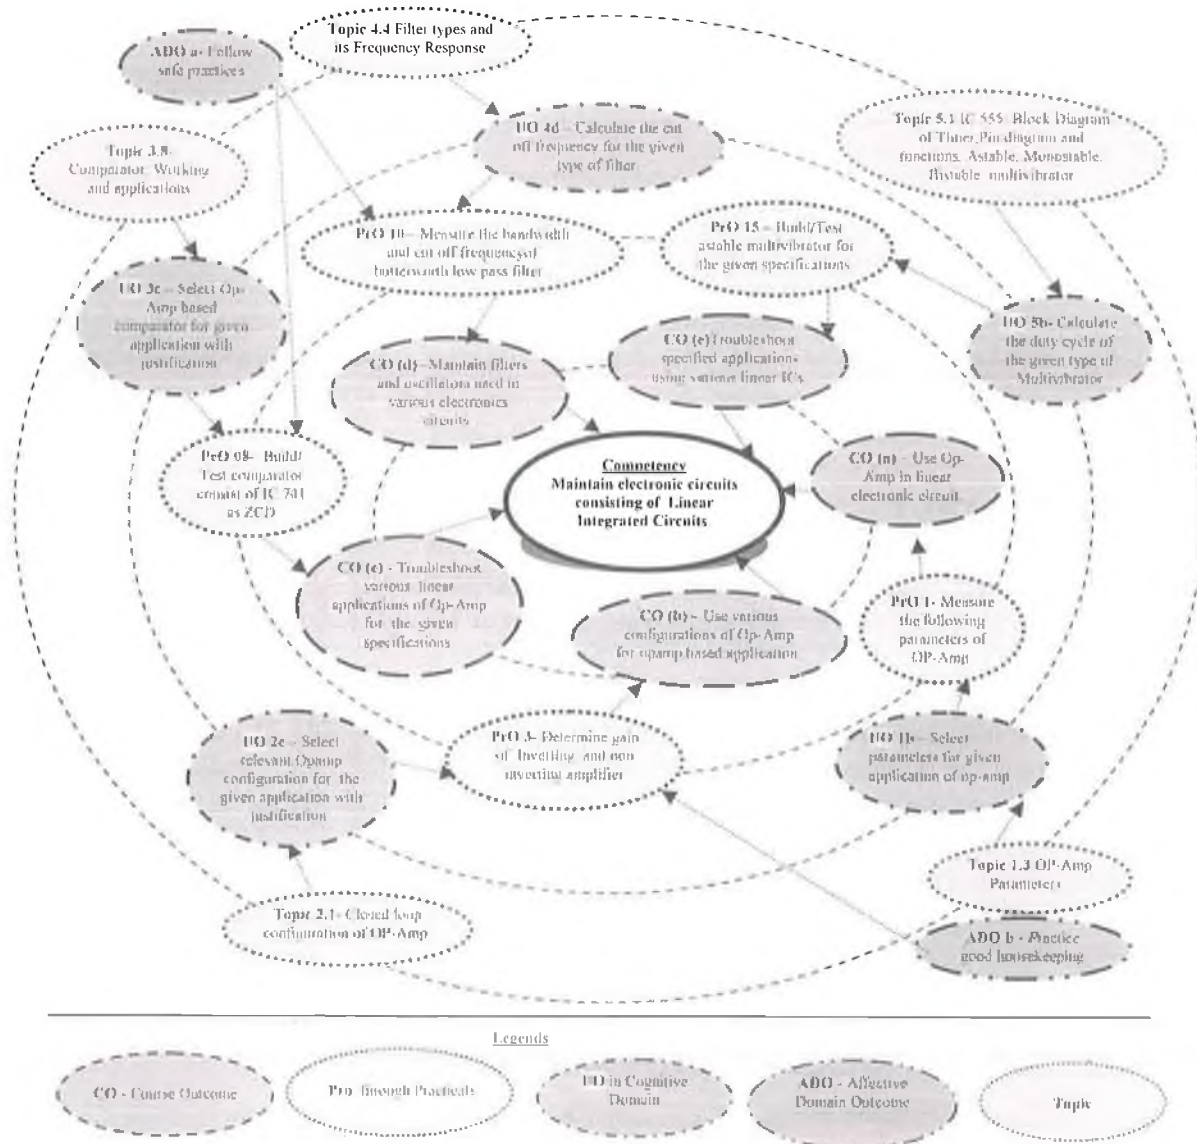 Topic 4.4 Filter types and
its Frequency Response
ADO a- Follow
safe practices
Topic 5.1 IC 555- Block Diagram
of Timer, Pin diagram and
functions, Astable, Monostable,
Bistable multivibrator
UO 4d – Calculate the cut
off frequency for the given
type of filter
Topic 3.8-
Comparator: Working
and applications
PrO 10 – Measure the bandwidth
and cut off frequency of
butterworth low pass filter
PrO 15 – Build/Test
astable multivibrator for
the given specifications
UO 3c – Select Op-
Amp based
comparator for given
application with
justification
UO 5b- Calculate
the duty cycle of
the given type of
Multivibrator
CO (d) – Maintain filters
and oscillators used in
various electronics
circuits
CO (e) Troubleshoot
specified applications
using various linear ICs
PrO 08 – Build/
Test comparator
consist of IC 741
as ZCD
Competency
Maintain electronic circuits
consisting of Linear
Integrated Circuits
CO (a) – Use Op-
Amp in linear
electronic circuit
CO (c) - Troubleshoot
various linear
applications of Op-Amp
for the given
specifications
CO (b) – Use various
configurations of Op-Amp
for opamp based application
PrO 1- Measure
the following
parameters of
OP-Amp
UO 2c – Select
relevant Opamp
configuration for the
given application with
justification
PrO 3- Determine gain
of Inverting and non
inverting amplifier
UO 1b – Select
parameters for given
application of op-amp
Topic 1.3 OP-Amp
Parameters
Topic 2.1- Closed loop
configuration of OP-Amp
ADO b - Practice
good housekeeping
Legends
CO - Course Outcome
Pro Through Practicals
UO in Cognitive
Domain
ADO – Affective
Domain Outcome
Topic